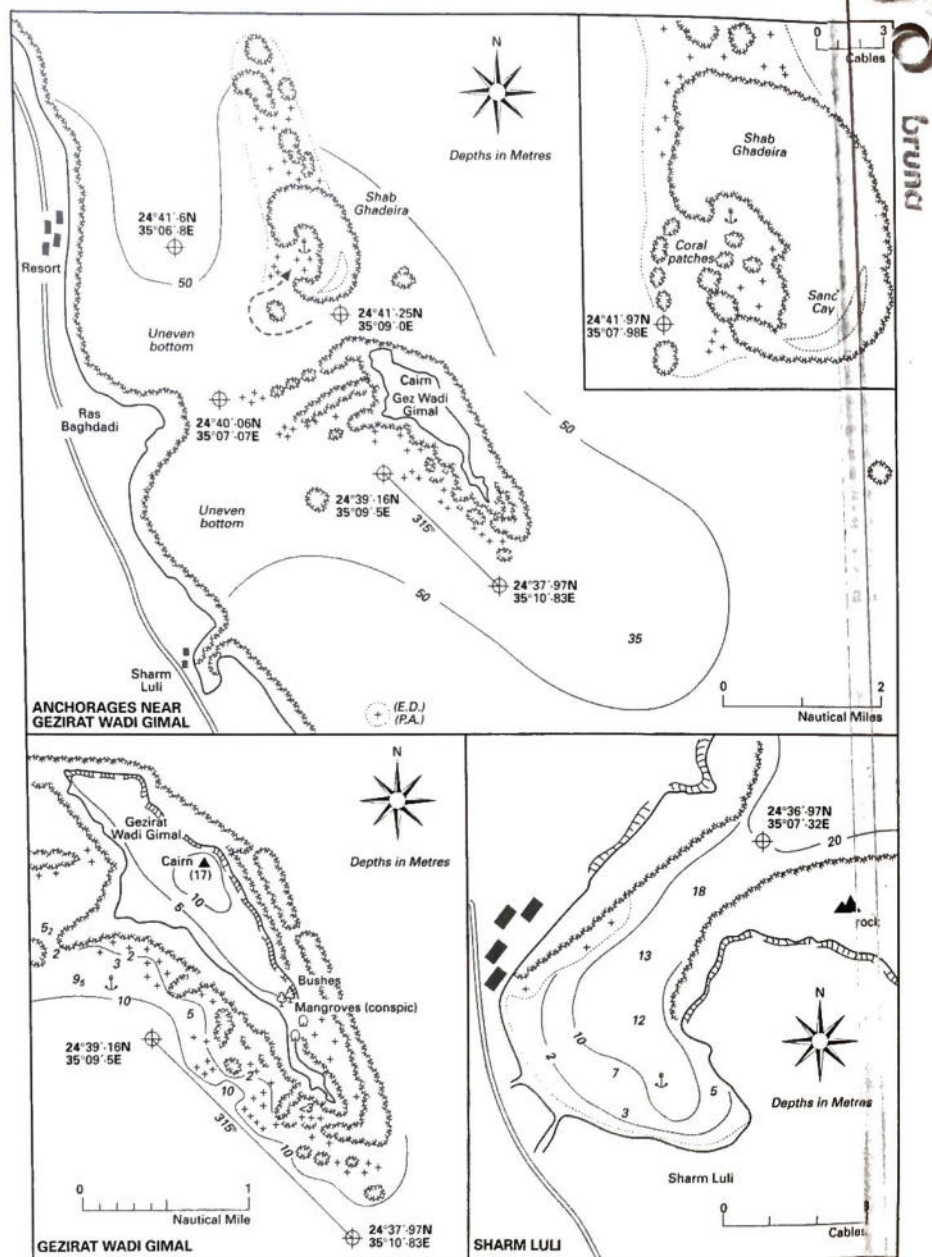 N
Depths in Metres
Shab
Ghadeira
24°41'·6N
35°06'·8E
Resort
50
Uneven
bottom
24°41'·25N
35°09'·0E
Cairn
Gez Wadi
Gimal
Ras
Baghdadi
24°40'·06N
35°07'·07E
50
24°39'·16N
35°09'·5E
Uneven
bottom
315°
24°37'·97N
35°10'·83E
50
35
Sharm
Luli
(E.D.)
(P.A.)
0 2
Nautical Miles
ANCHORAGES NEAR
GEZIRAT WADI GIMAL
0 3
Cables
Shab
Ghadeira
Coral
patches
Sand
Cay
24°41'·97N
35°07'·98E
bruna
N
Depths in Metres
Gezirat
Wadi Gimal
Cairn
(17)
10
5
5₂
2
3
2
9₅
10
5
Bushes
Mangroves (conspic)
24°39'·16N
35°09'·5E
2
10
3
315°
10
0 1
Nautical Mile
24°37'·97N
35°10'·83E
GEZIRAT WADI GIMAL
24°36'·97N
35°07'·32E
20
18
rock
13
12
10
2
7
5
3
N
Depths in Metres
Sharm Luli
0
Cables
SHARM LULI